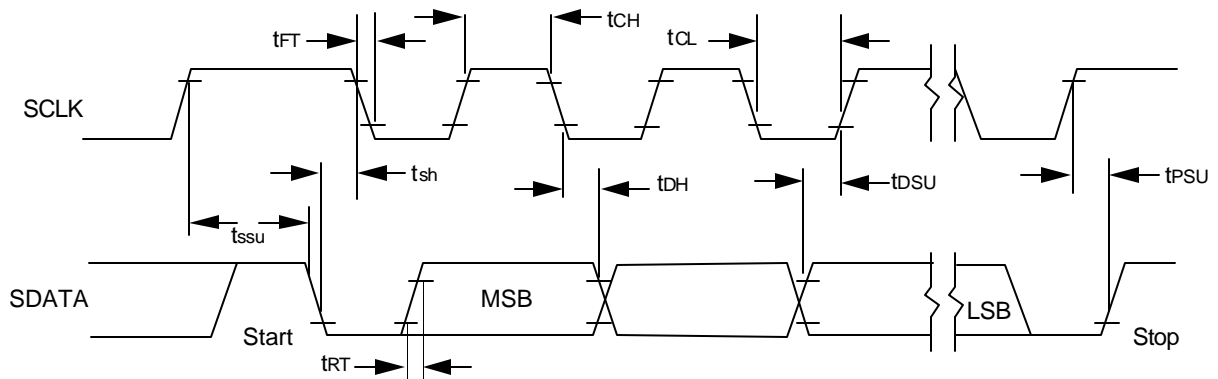 tCH
tFT
tCL
SCLK
tsh
tDH
tDSU
tPSU
tssu
SDATA
MSB
LSB
Start
Stop
tRT